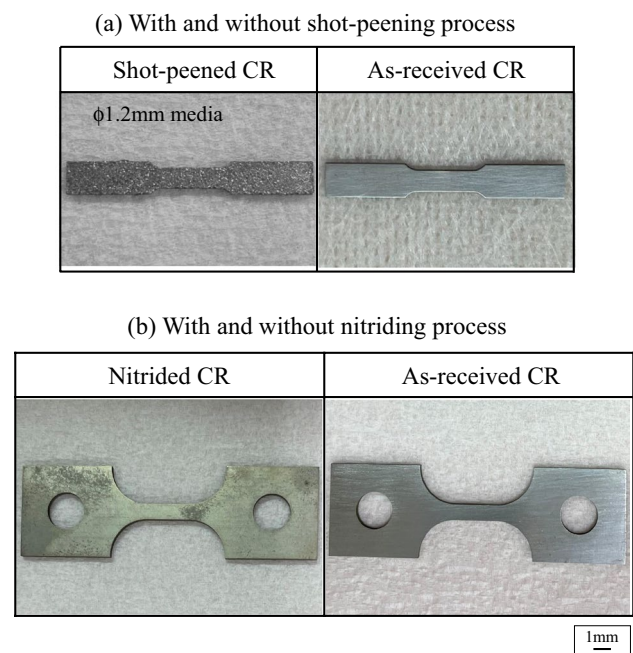 (a) With and without shot-peening process
Shot-peened CR
As-received CR
ϕ1.2mm media
(b) With and without nitriding process
Nitrided CR
As-received CR
1mm